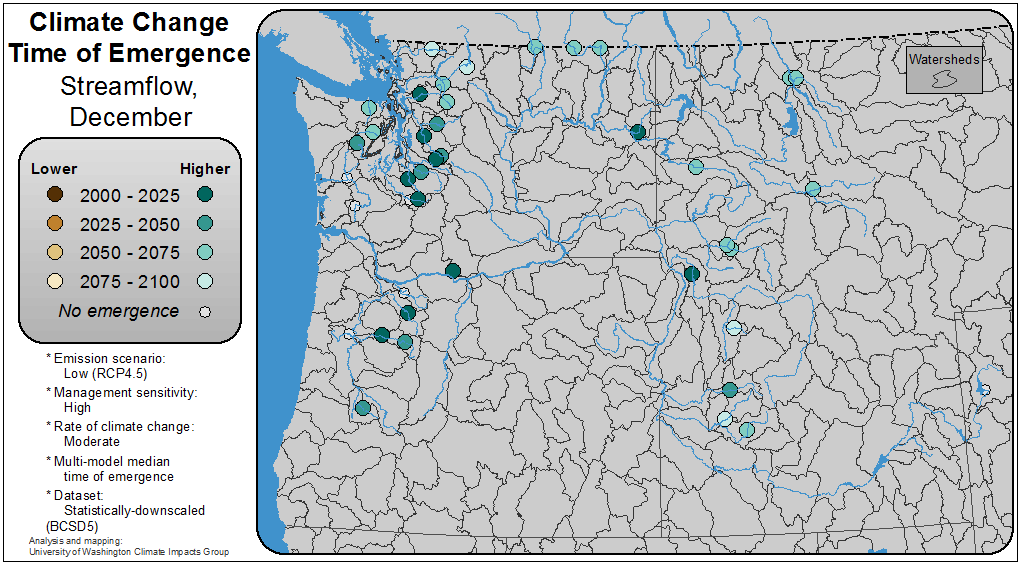 Climate Change
Time of Emergence
Streamflow,
December
Lower Higher
2000 - 2025
2025 - 2050
2050 - 2075
2075 - 2100
No emergence
* Emission scenario:
Low (RCP4.5)
* Management sensitivity:
High
* Rate of climate change:
Moderate
* Multi-model median
time of emergence
* Dataset:
Statistically-downscaled
(BCSD5)
Analysis and mapping:
University of Washington Climate Impacts Group
Watersheds